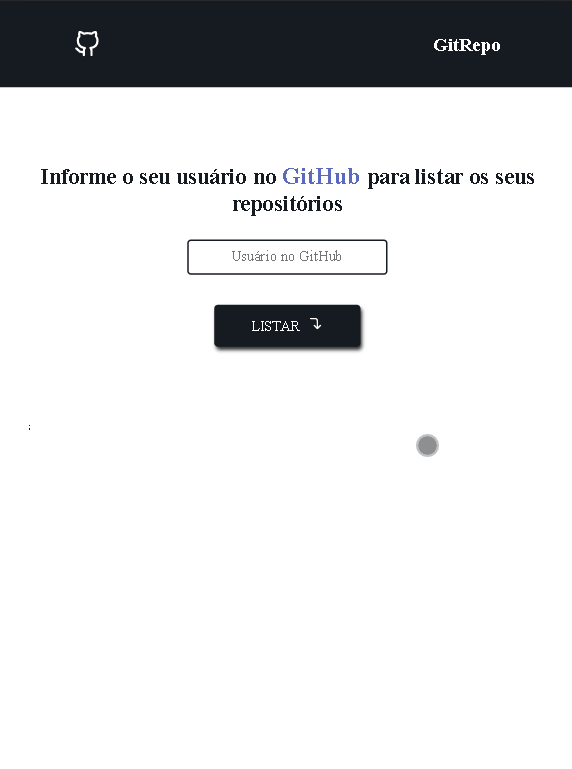 GitRepo
Informe o seu usuário no GitHub para listar os seus
repositórios
Usuário no GitHub
LISTAR
;